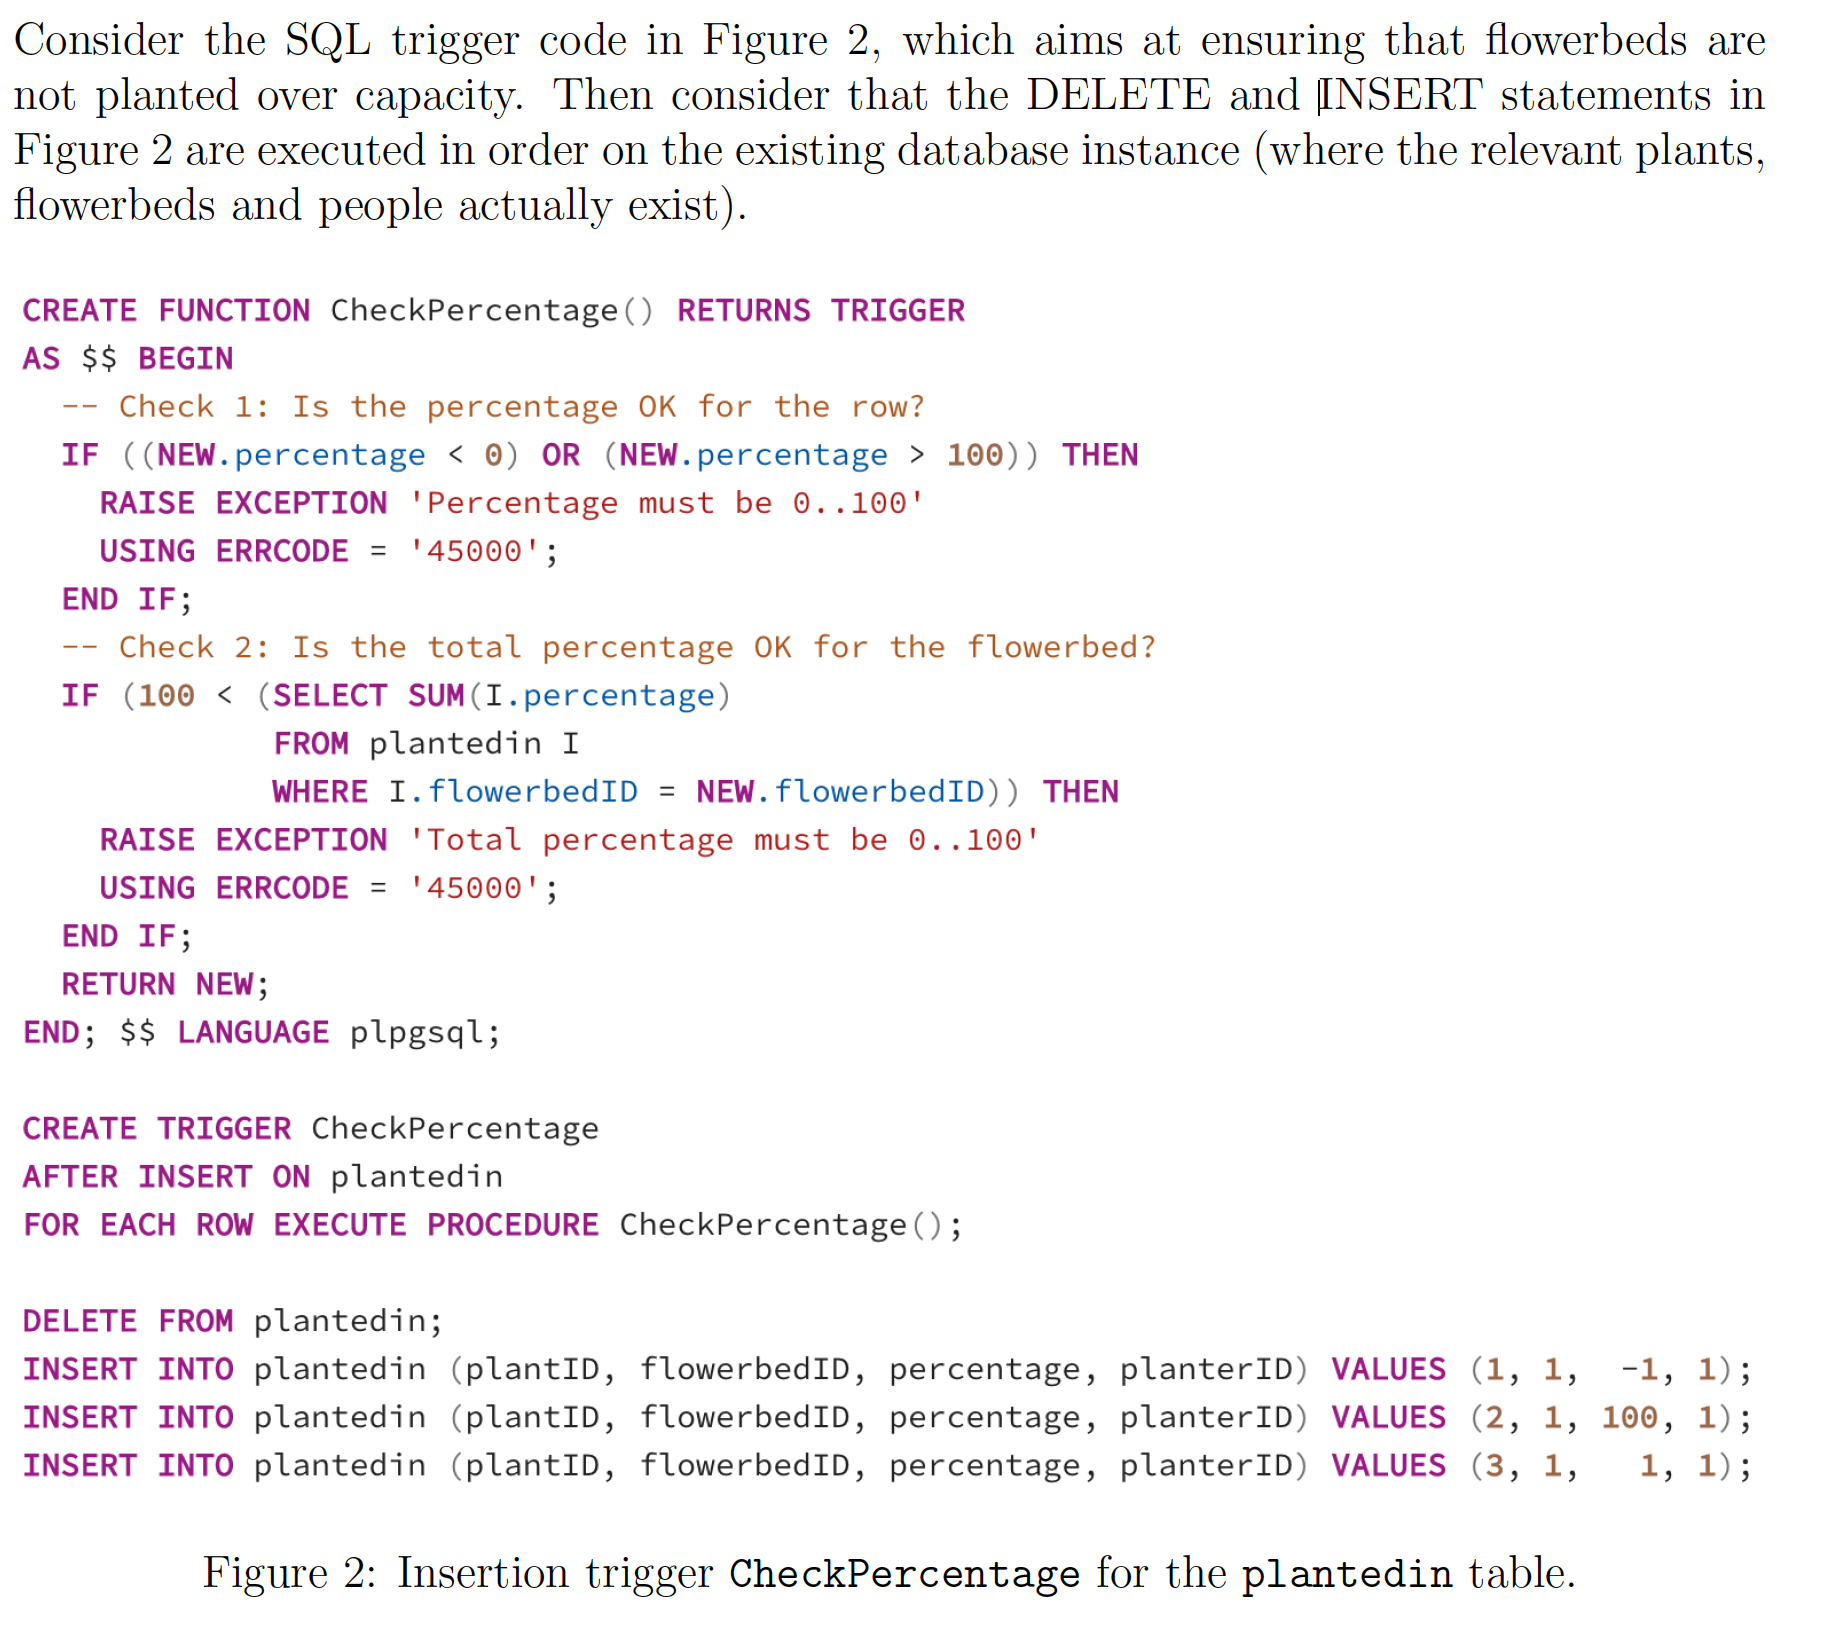 Consider the SQL trigger code in Figure 2, which aims at ensuring that flowerbeds are
not planted over capacity. Then consider that the DELETE and INSERT statements in
Figure 2 are executed in order on the existing database instance (where the relevant plants,
flowerbeds and people actually exist).
CREATE FUNCTION CheckPercentage() RETURNS TRIGGER
AS $$ BEGIN
  -- Check 1: Is the percentage OK for the row?
  IF ((NEW.percentage < 0) OR (NEW.percentage > 100)) THEN
    RAISE EXCEPTION 'Percentage must be 0..100'
    USING ERRCODE = '45000';
  END IF;
  -- Check 2: Is the total percentage OK for the flowerbed?
  IF (100 < (SELECT SUM(I.percentage)
             FROM plantedin I
             WHERE I.flowerbedID = NEW.flowerbedID)) THEN
    RAISE EXCEPTION 'Total percentage must be 0..100'
    USING ERRCODE = '45000';
  END IF;
  RETURN NEW;
END; $$ LANGUAGE plpgsql;
CREATE TRIGGER CheckPercentage
AFTER INSERT ON plantedin
FOR EACH ROW EXECUTE PROCEDURE CheckPercentage();
DELETE FROM plantedin;
INSERT INTO plantedin (plantID, flowerbedID, percentage, planterID) VALUES (1, 1,  -1, 1);
INSERT INTO plantedin (plantID, flowerbedID, percentage, planterID) VALUES (2, 1, 100, 1);
INSERT INTO plantedin (plantID, flowerbedID, percentage, planterID) VALUES (3, 1,   1, 1);
Figure 2: Insertion trigger CheckPercentage for the plantedin table.